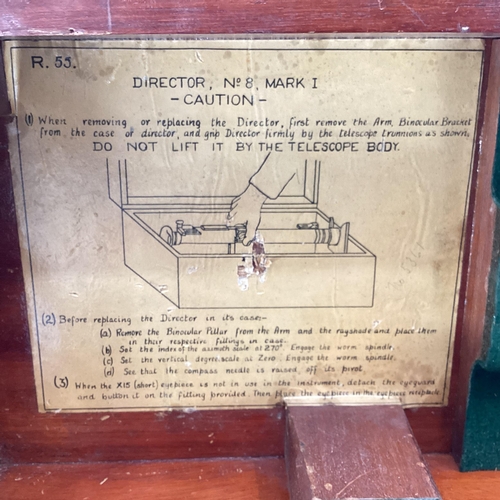 R. 55.
DIRECTOR, Nº 8, MARK I
- CAUTION -
(1) When removing or replacing the Director, first remove the Arm, Binocular Bracket
from the case or director, and grip Director firmly by the telescope trunnions as shown,
DO NOT LIFT IT BY THE TELESCOPE BODY.
(2) Before replacing the Director in its case;-
(a) Remove the Binocular Pillar from the Arm and the rayshade and place them
in their respective fittings in case.
(b) Set the index of the azimuth scale at 270°. Engage the worm spindle.
(c) Set the vertical degree scale at Zero. Engage the worm spindle.
(d) See that the compass needle is raised off its pivot.
(3) When the X15 (short) eyepiece is not in use in the instrument, detach the eyeguard
and button it on the fitting provided. Then place the eyepiece in the eyepiece receptacle